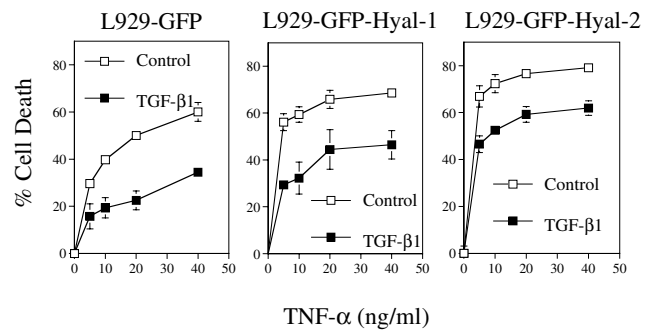 L929-GFP
L929-GFP-Hyal-1
L929-GFP-Hyal-2
% Cell Death
80
60
40
20
0
Control
TGF-β1
0 10 20 30 40 50
80
60
40
20
0
Control
TGF-β1
0 10 20 30 40 50
80
60
40
20
0
Control
TGF-β1
0 10 20 30 40 50
TNF-α (ng/ml)